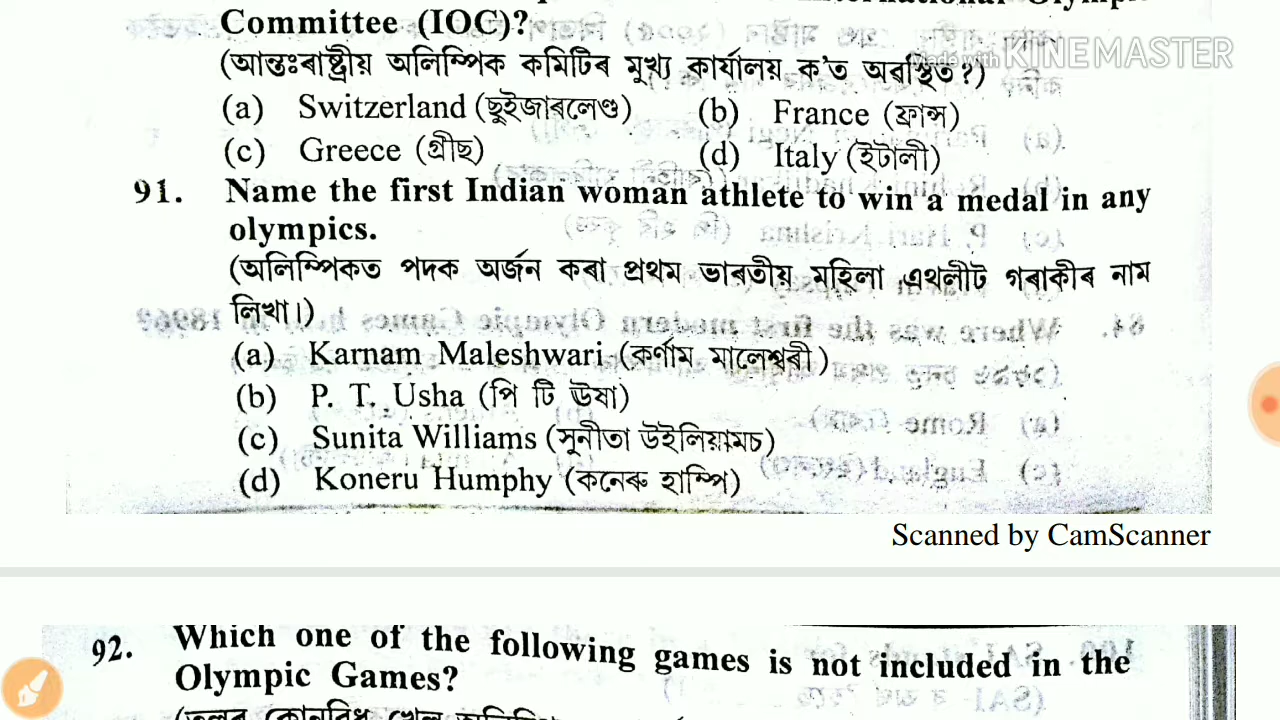 Committee (IOC)?
Made with KINEMASTER
(আন্তঃৰাষ্ট্ৰীয় অলিম্পিক কমিটিৰ মুখ্য কাৰ্যালয় ক'ত অৱস্থিত?)
(a) Switzerland (ছুইজাৰলেণ্ড) (b) France (ফ্ৰান্স)
(c) Greece (গ্ৰীছ) (d) Italy (ইটালী)
91. Name the first Indian woman athlete to win a medal in any
olympics.
(অলিম্পিকত পদক অৰ্জন কৰা প্ৰথম ভাৰতীয় মহিলা এথলীট গৰাকীৰ নাম
লিখা।)
(a) Karnam Maleshwari (কৰ্ণাম মালেশ্বৰী)
(b) P. T. Usha (পি টি ঊষা)
(c) Sunita Williams (সুনীতা উইলিয়ামচ)
(d) Koneru Humphy (কনেৰু হাম্পি)
Scanned by CamScanner
92. Which one of the following games is not included in the
Olympic Games?